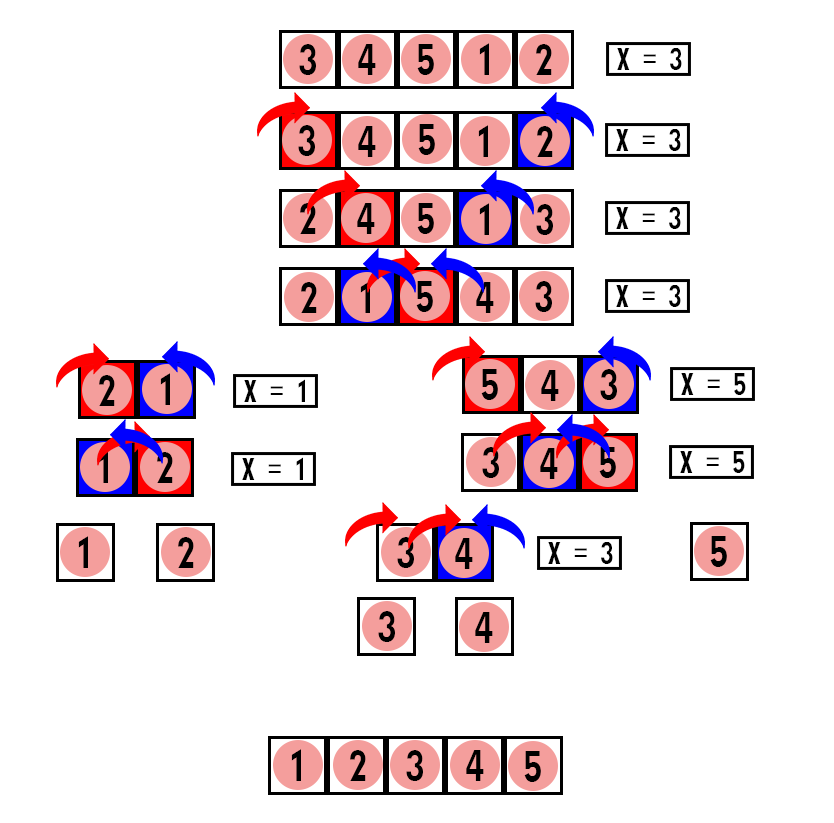 3 4 5 1 2 X = 3
3 4 5 1 2 X = 3
2 4 5 1 3 X = 3
2 1 5 4 3 X = 3
2 1 X = 1 5 4 3 X = 5
1 2 X = 1 3 4 5 X = 5
1 2 3 4 X = 3 5
3 4
1 2 3 4 5